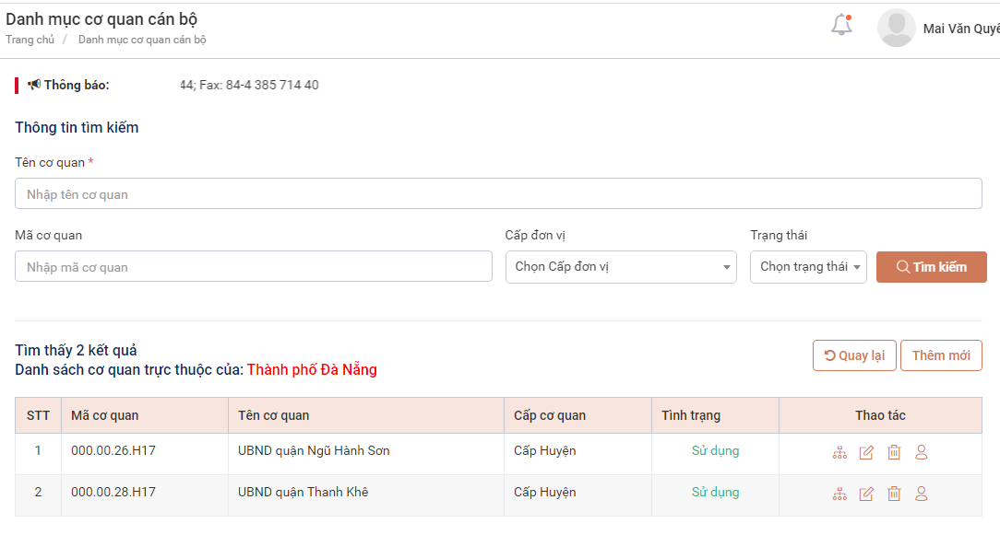 Danh mục cơ quan cán bộ
Trang chủ / Danh mục cơ quan cán bộ
Mai Văn Quyê
Thông báo: 44; Fax: 84-4 385 714 40
Thông tin tìm kiếm
Tên cơ quan *
Nhập tên cơ quan
Mã cơ quan Cấp đơn vị Trạng thái
Nhập mã cơ quan Chọn Cấp đơn vị Chọn trạng thái Tìm kiếm
Tìm thấy 2 kết quả
Danh sách cơ quan trực thuộc của: Thành phố Đà Nẵng
Quay lại Thêm mới
STT Mã cơ quan Tên cơ quan Cấp cơ quan Tình trạng Thao tác
1 000.00.26.H17 UBND quận Ngũ Hành Sơn Cấp Huyện Sử dụng
2 000.00.28.H17 UBND quận Thanh Khê Cấp Huyện Sử dụng